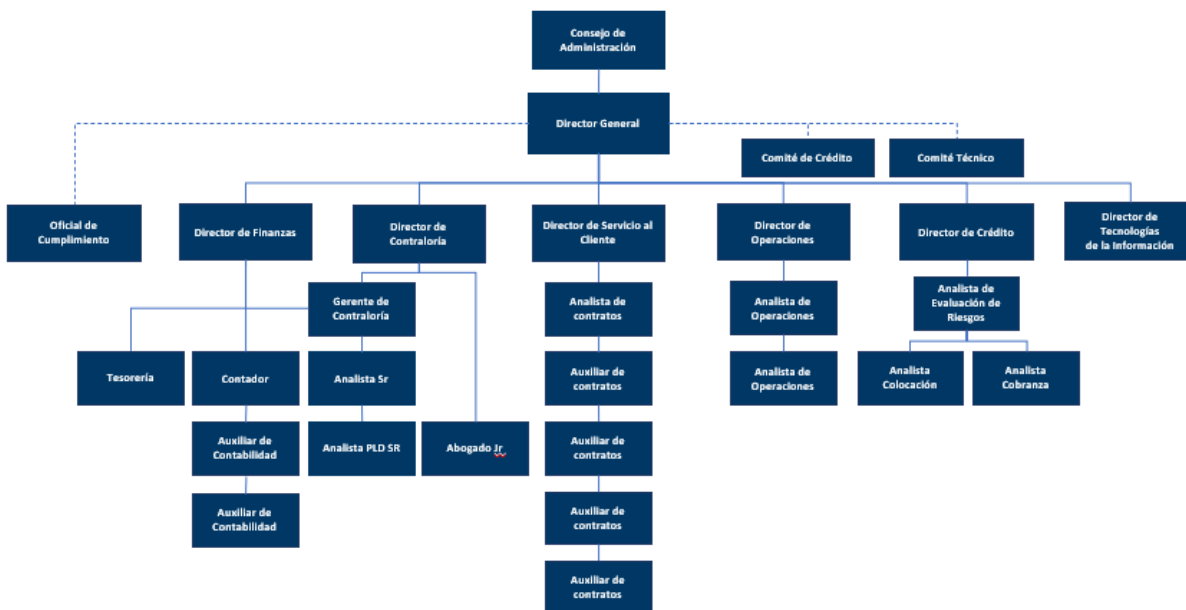 Consejo de
Administración
Director General
Comité de Crédito
Comité Técnico
Oficial de
Cumplimiento
Director de Finanzas
Director de
Contraloría
Director de Servicio al
Cliente
Director de
Operaciones
Director de Crédito
Director de
Tecnologías
de la Información
Gerente de
Contraloría
Analista de
contratos
Analista de
Operaciones
Analista de
Evaluación de
Riesgos
Tesorería
Contador
Analista Sr
Auxiliar de
contratos
Analista de
Operaciones
Analista
Colocación
Analista
Cobranza
Auxiliar de
Contabilidad
Analista PLD SR
Abogado Jr
Auxiliar de
contratos
Auxiliar de
Contabilidad
Auxiliar de
contratos
Auxiliar de
contratos